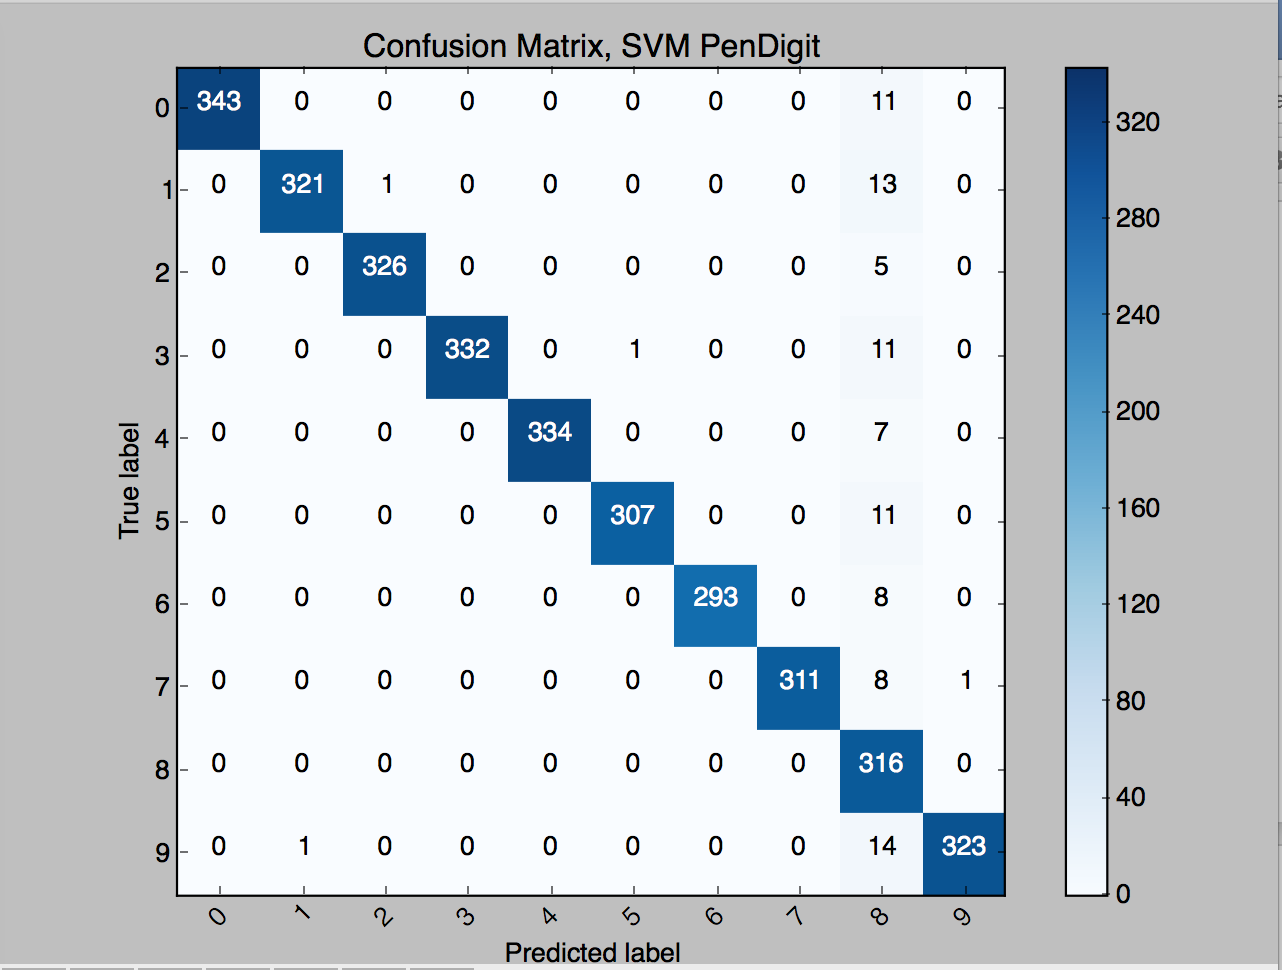 Confusion Matrix, SVM PenDigit
0 343 0 0 0 0 0 0 0 11 0
1 0 321 1 0 0 0 0 0 13 0
2 0 0 326 0 0 0 0 0 5 0
3 0 0 0 332 0 1 0 0 11 0
4 0 0 0 0 334 0 0 0 7 0
5 0 0 0 0 0 307 0 0 11 0
6 0 0 0 0 0 0 293 0 8 0
7 0 0 0 0 0 0 0 311 8 1
8 0 0 0 0 0 0 0 0 316 0
9 0 1 0 0 0 0 0 0 14 323
True label
0 1 2 3 4 5 6 7 8 9
Predicted label
320
280
240
200
160
120
80
40
0